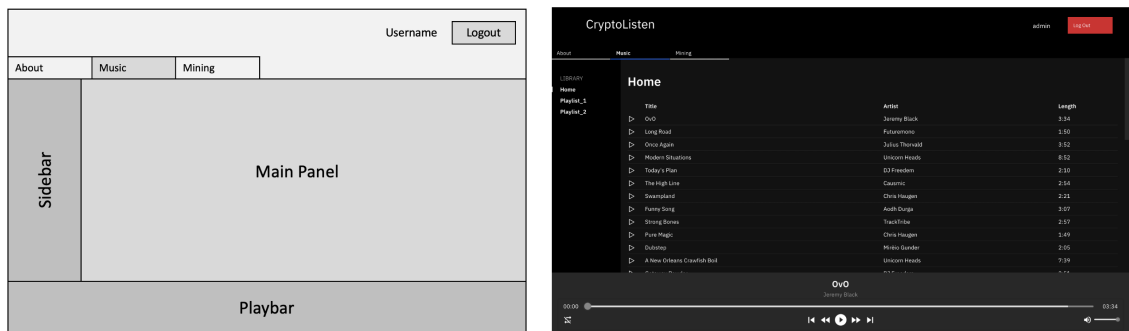 Username
Logout
About
Music
Mining
Sidebar
Main Panel
Playbar
CryptoListen
admin
Log Out
About
Music
Mining
LIBRARY
Home
Playlist_1
Playlist_2
Home
Title Artist Length
OvO Jeremy Black 3:34
Long Road Futuremono 1:50
Once Again Julius Thorvald 3:52
Modern Situations Unicorn Heads 8:52
Today's Plan DJ Freedem 2:10
The High Line Causmic 2:54
Swampland Chris Haugen 2:21
Funny Song Aodh Durga 3:07
Strong Bones TrackTribe 2:57
Pure Magic Chris Haugen 1:49
Dubstep Miréio Gunder 2:05
A New Orleans Crawfish Boil Unicorn Heads 7:39
OvO
Jeremy Black
00:00
03:34